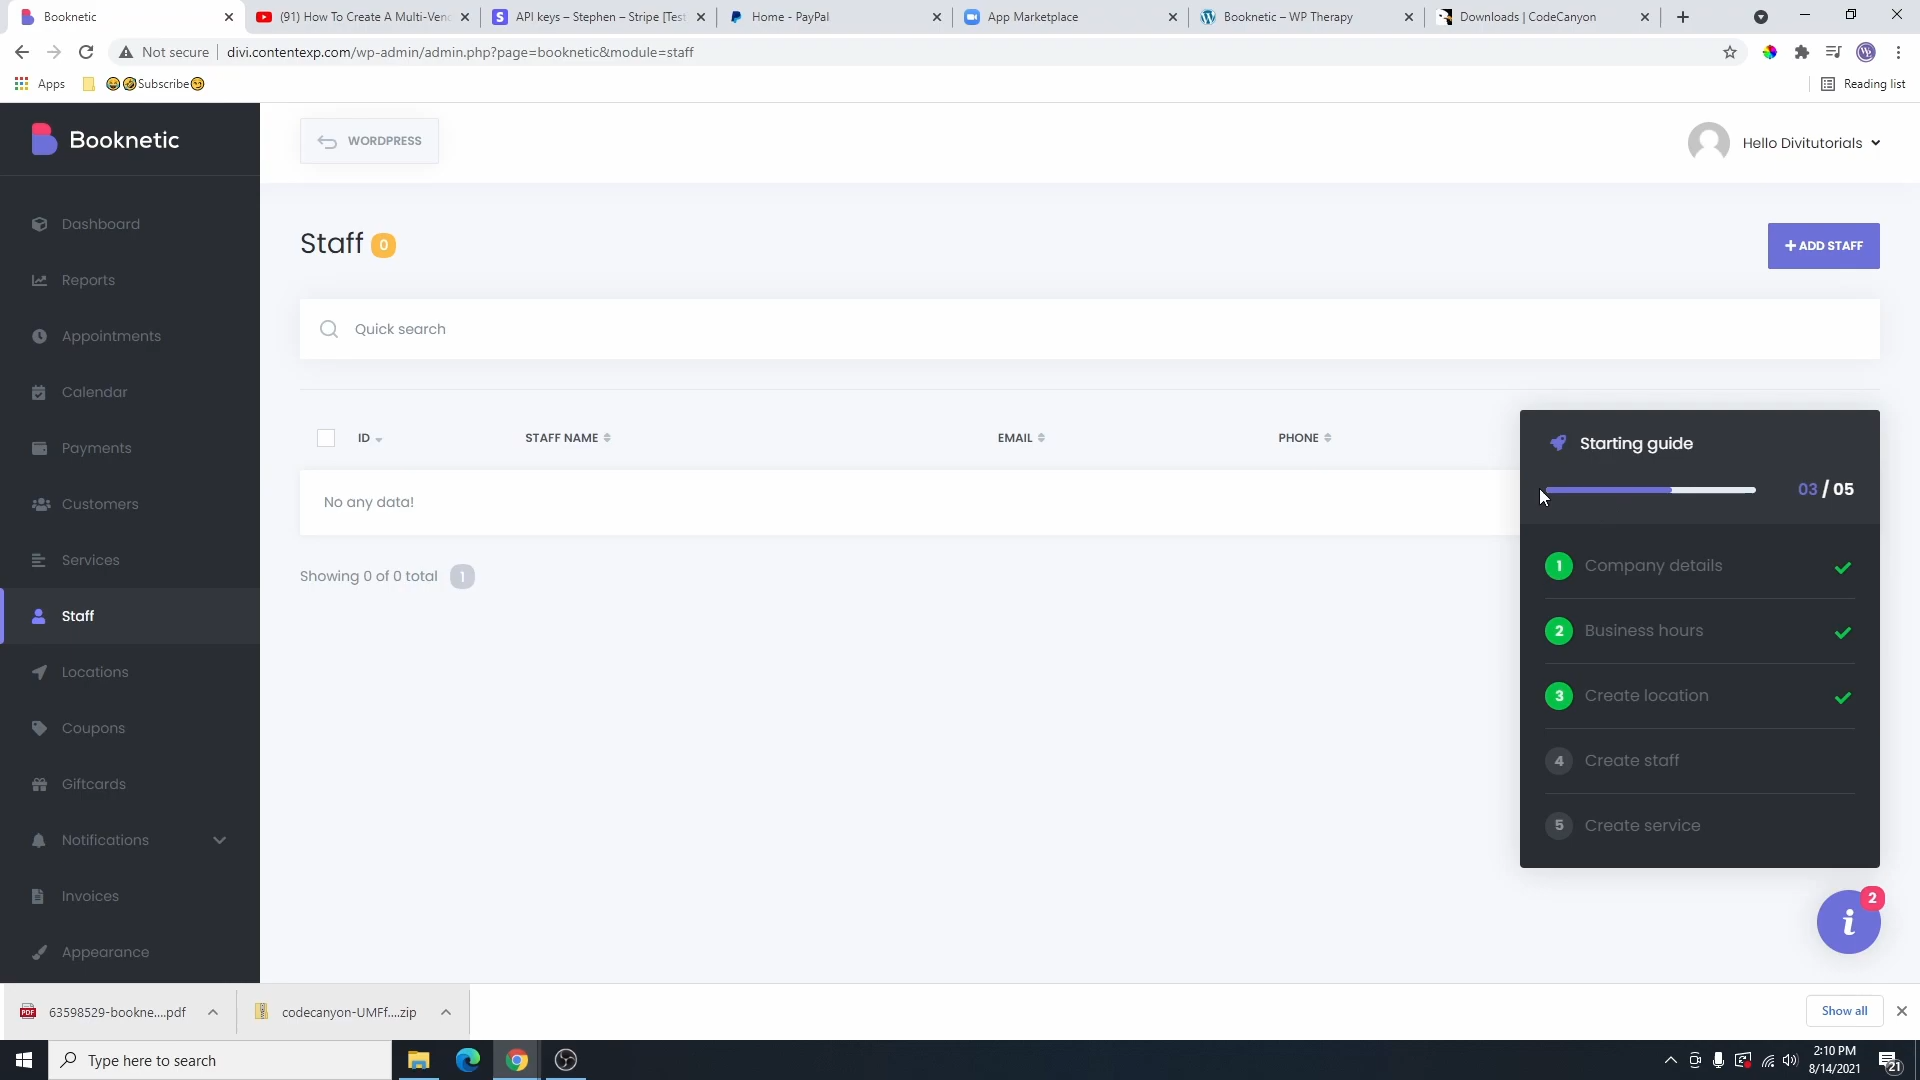 Booknetic
(91) How To Create A Multi-Venc
API keys – Stephen – Stripe [Test
Home - PayPal
App Marketplace
Booknetic – WP Therapy
Downloads | CodeCanyon
Not secure
divi.contentexp.com/wp-admin/admin.php?page=booknetic&module=staff
Apps
😂🤣Subscribe😏
Reading list
Booknetic
WORDPRESS
Hello Divitutorials
Dashboard
Reports
Appointments
Calendar
Payments
Customers
Services
Staff
Locations
Coupons
Giftcards
Notifications
Invoices
Appearance
Staff 0
+ ADD STAFF
Quick search
ID
STAFF NAME
EMAIL
PHONE
No any data!
Showing 0 of 0 total 1
Starting guide
03 / 05
1 Company details
2 Business hours
3 Create location
4 Create staff
5 Create service
2
i
63598529-bookne....pdf
codecanyon-UMFf....zip
Show all
Type here to search
2:10 PM
8/14/2021
21